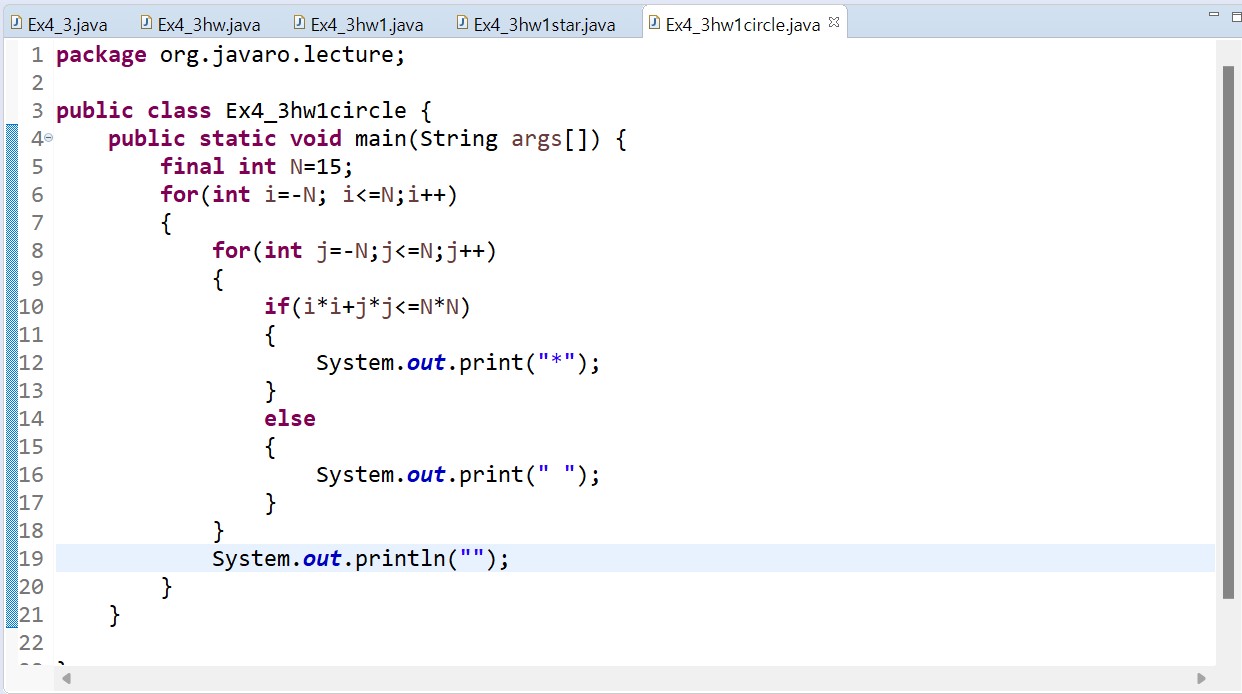 Ex4_3.java Ex4_3hw.java Ex4_3hw1.java Ex4_3hw1star.java Ex4_3hw1circle.java
1 package org.javaro.lecture;
2
3 public class Ex4_3hw1circle {
4     public static void main(String args[]) {
5         final int N=15;
6         for(int i=-N; i<=N;i++)
7         {
8             for(int j=-N;j<=N;j++)
9             {
10                 if(i*i+j*j<=N*N)
11                 {
12                     System.out.print("*");
13                 }
14                 else
15                 {
16                     System.out.print(" ");
17                 }
18             }
19             System.out.println("");
20         }
21     }
22